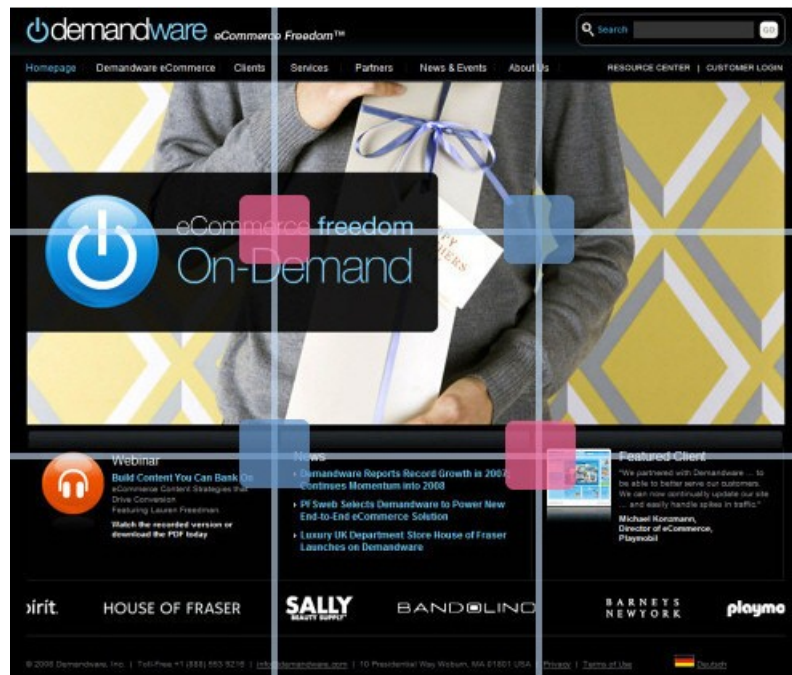 demandware eCommerce Freedom™
Search GO
Homepage Demandware eCommerce Clients Services Partners News & Events About Us RESOURCE CENTER | CUSTOMER LOGIN
eCommerce freedom
On-Demand
Webinar
Build Content You Can Bank On
eCommerce Content Strategies that
Drive Conversion
Featuring Lauren Freedman
Watch the recorded version or
download the PDF today
News
Demandware Reports Record Growth in 2007;
Continues Momentum into 2008
PFSweb Selects Demandware to Power New
End-to-End eCommerce Solution
Luxury UK Department Store House of Fraser
Launches on Demandware
Featured Client
"We partnered with Demandware ... to
be able to better serve our customers.
We can now continually update our site
... and easily handle spikes in traffic."
Michael Konzmann,
Director of eCommerce,
Playmobil
pirit. HOUSE OF FRASER SALLY BEAUTY SUPPLY BANDOLINO BARNEYS NEWYORK playmo
© 2008 Demandware, Inc. | Toll-Free +1 (888) 553 9216 | info@demandware.com | 10 Presidential Way Woburn, MA 01801 USA | Privacy | Terms of Use Deutsch